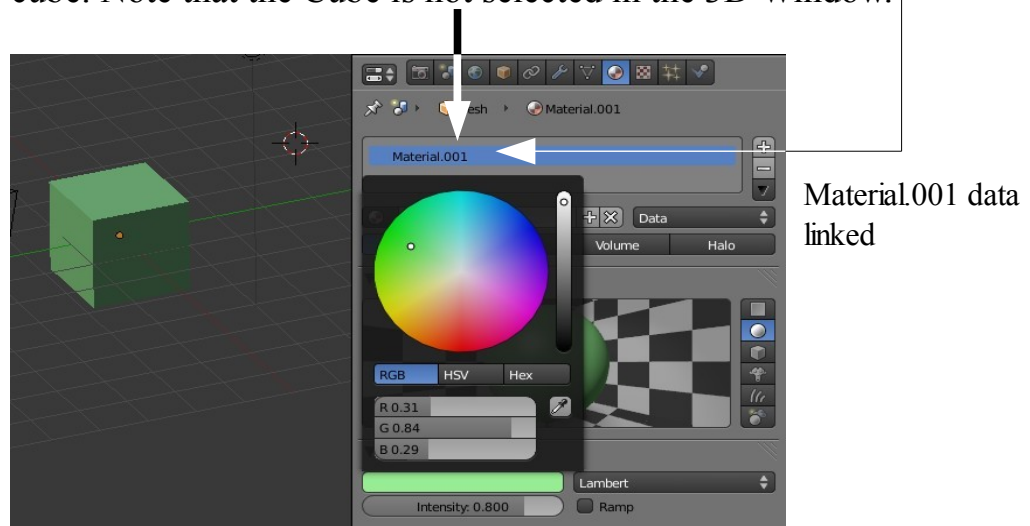 cube. Note that the Cube is not selected in the 3D Window.
Material.001
Material.001
Material.001 data
linked
Data
Volume
Halo
RGB
HSV
Hex
R 0.31
G 0.84
B 0.29
Lambert
Intensity: 0.800
Ramp